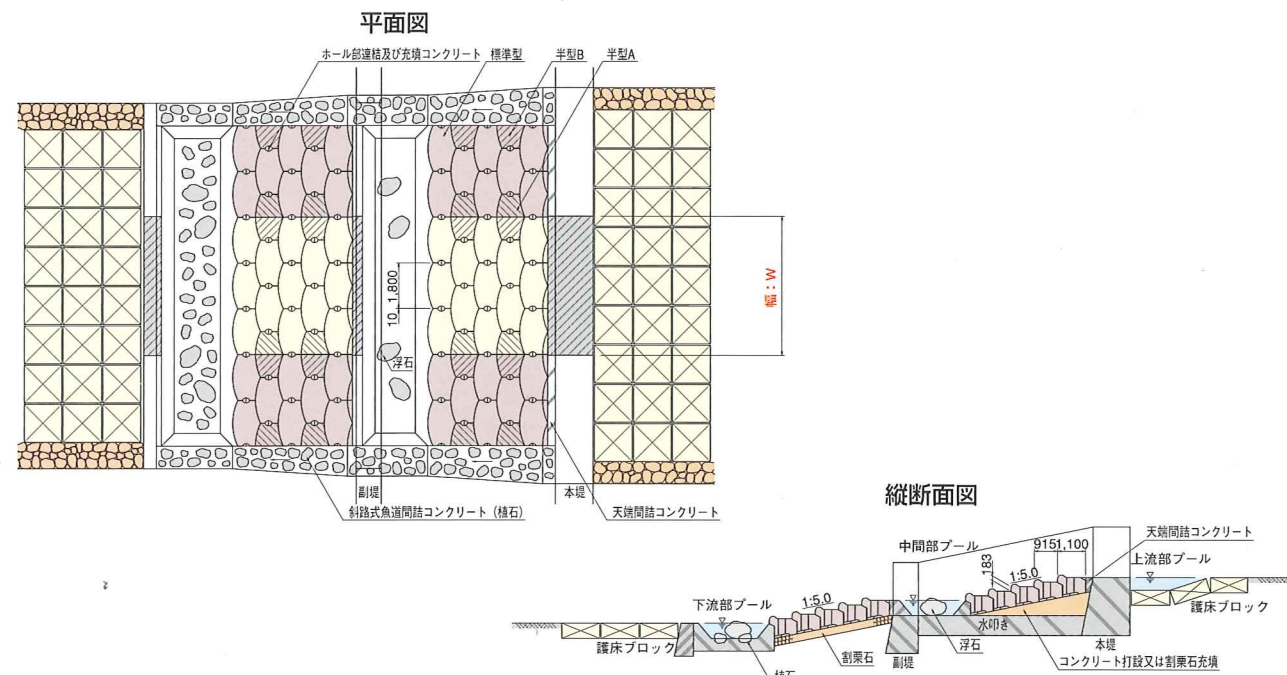 平面図
ホール部連結及び充填コンクリート
標準型
半型B
半型A
10
1,800
浮石
幅：W
副堤
本堤
斜路式魚道間詰コンクリート（植石）
天端間詰コンクリート
縦断面図
天端間詰コンクリート
中間部プール
915
1,100
上流部プール
183
1:5.0
下流部プール
1:5.0
護床ブロック
水叩き
護床ブロック
割栗石
副堤
浮石
本堤
コンクリート打設又は割栗石充填
植石